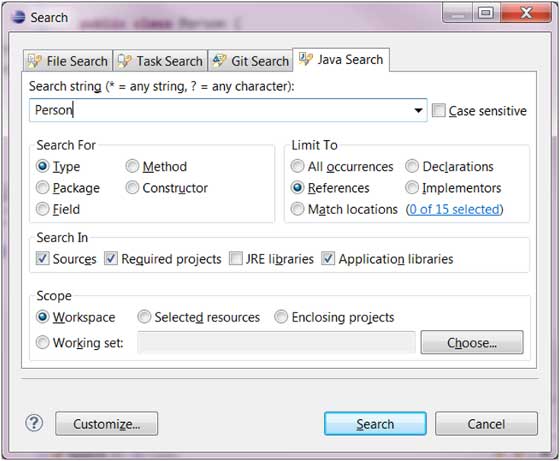 Search
public class Person {
File Search Task Search Git Search Java Search
Search string (* = any string, ? = any character):
Person
Case sensitive
Search For
Type Method
Package Constructor
Field
Limit To
All occurrences Declarations
References Implementors
Match locations (0 of 15 selected)
Search In
Sources Required projects JRE libraries Application libraries
Scope
Workspace Selected resources Enclosing projects
Working set: Choose...
? Customize... Search Cancel